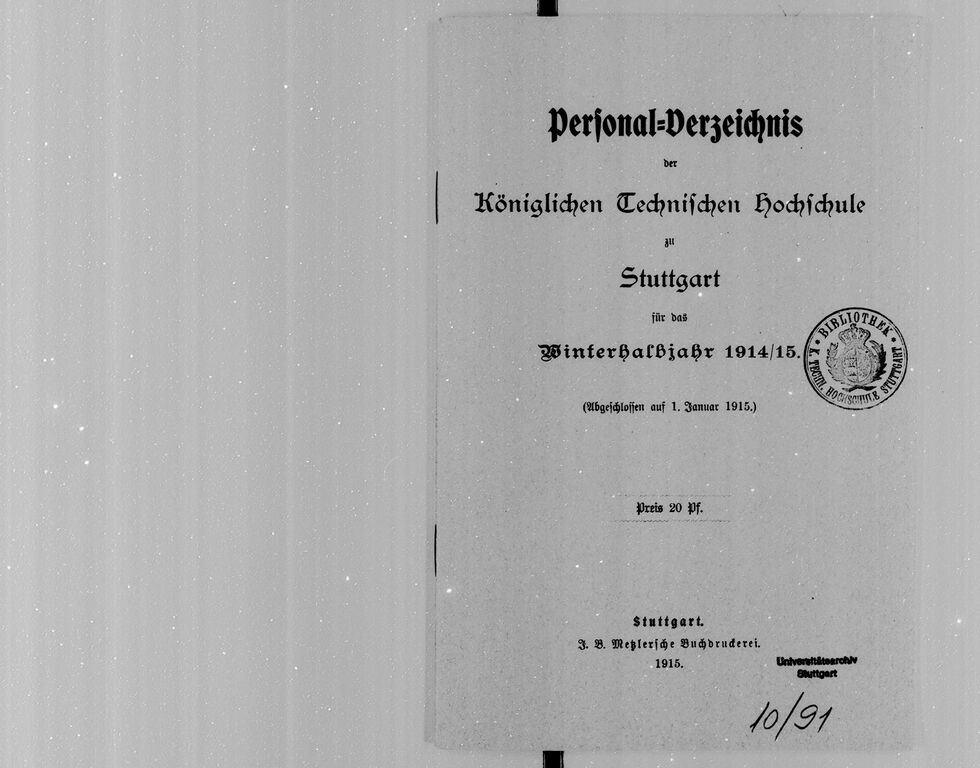 Personal-Verzeichnis
der
Königlichen Technischen Hochschule
zu
Stuttgart
für das
Winterhalbjahr 1914/15.
(Abgeschlossen auf 1. Januar 1915.)
BIBLIOTHEK
K. TECHN. HOCHSCHULE STUTTGART
Preis 20 Pf.
Stuttgart.
J. B. Metzlersche Buchdruckerei.
1915.
Universitätsarchiv
Stuttgart
10/91